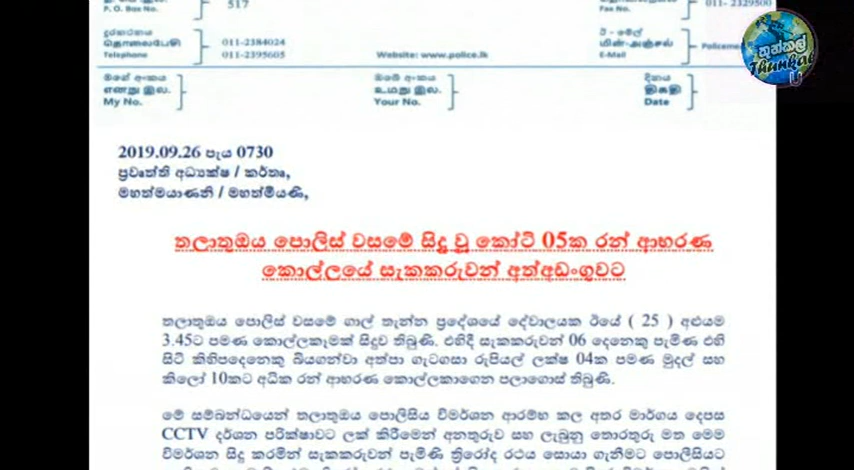 P. O. Box No.
517
Fax No.
011- 2329500
දුරකථනය
தொலைபேசி
Telephone
011-2384024
011-2395605
Website: www.police.lk
ඊ - මේල්
மின்-அஞ்சல்
E-Mail
තුන්කල්
Thunkal
U
මගේ අංකය
எனது இல.
My No.
ඔබේ අංකය
உமது இல.
Your No.
දිනය
திகதி
Date
2019.09.26 පැය 0730
ප්‍රවෘත්ති අධ්‍යක්ෂ / කර්තෘ,
මහත්මයාණනි / මහත්මියණි,
තලාතුඔය පොලිස් වසමේ සිදු වූ කෝටි 05ක රන් ආභරණ
කොල්ලයේ සැකකරුවන් අත්අඩංගුවට
තලාතුඔය පොලිස් වසමේ ගාල් තැන්න ප්‍රදේශයේ දේවාලයක ඊයේ ( 25 ) අළුයම
3.45ට පමණ කොල්ලකෑමක් සිදුව තිබුණි. එහිදී සැකකරුවන් 06 දෙනෙකු පැමිණ එහි
සිටි කිහිපදෙනෙකු බියගන්වා අත්පා ගැටගසා රුපියල් ලක්ෂ 04ක පමණ මුදල් සහ
කිලෝ 10කට අධික රන් ආභරණ කොල්ලකාගෙන පලාගොස් තිබුණි.
මේ සම්බන්ධයෙන් තලාතුඔය පොලිසිය විමර්ශන ආරම්භ කල අතර මාර්ගය දෙපස
CCTV දර්ශන පරික්ෂාවට ලක් කිරීමෙන් අනතුරුව සහ ලැබුනු තොරතුරු මත මෙම
විමර්ශන සිදු කරමින් සැකකරුවන් පැමිණි ත්‍රිරෝද රථය සොයා ගැනීමට පොලිසියට